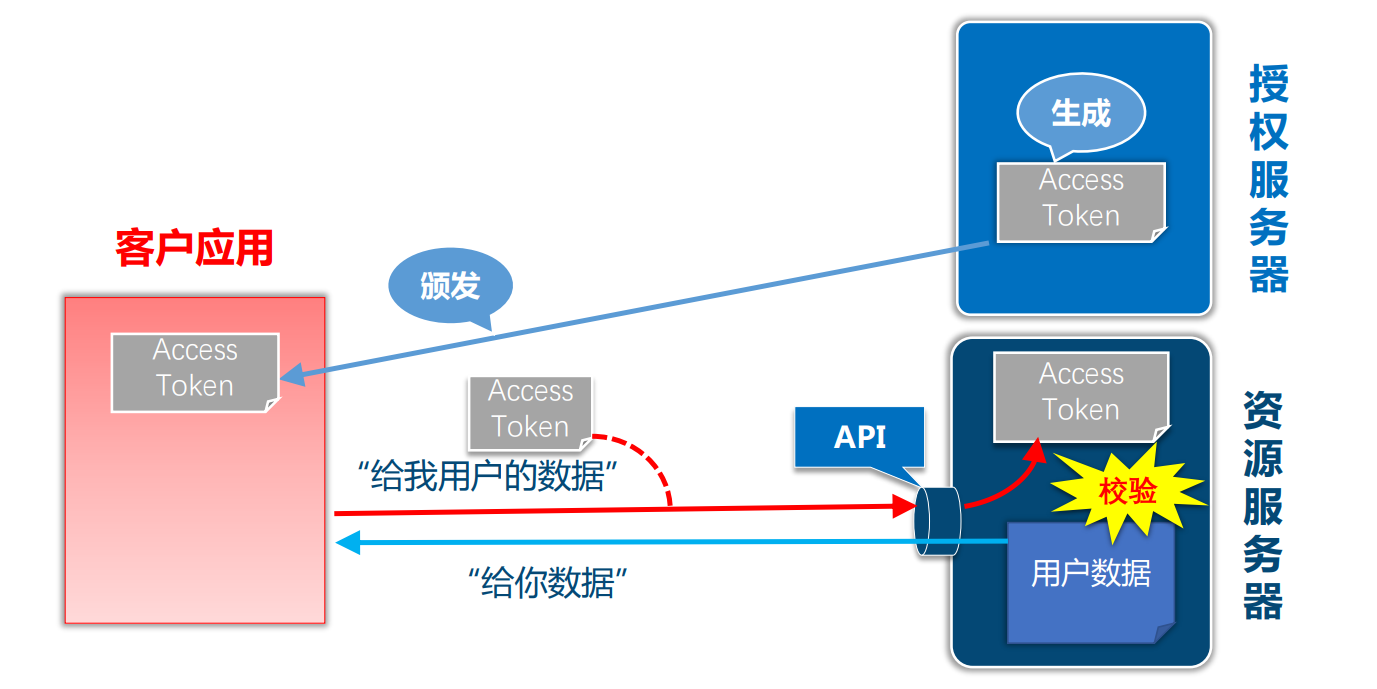 生成
Access
Token
授
权
服
务
器
客户应用
颁发
Access
Token
Access
Token
“给我用户的数据”
API
Access
Token
校验
用户数据
“给你数据”
资
源
服
务
器